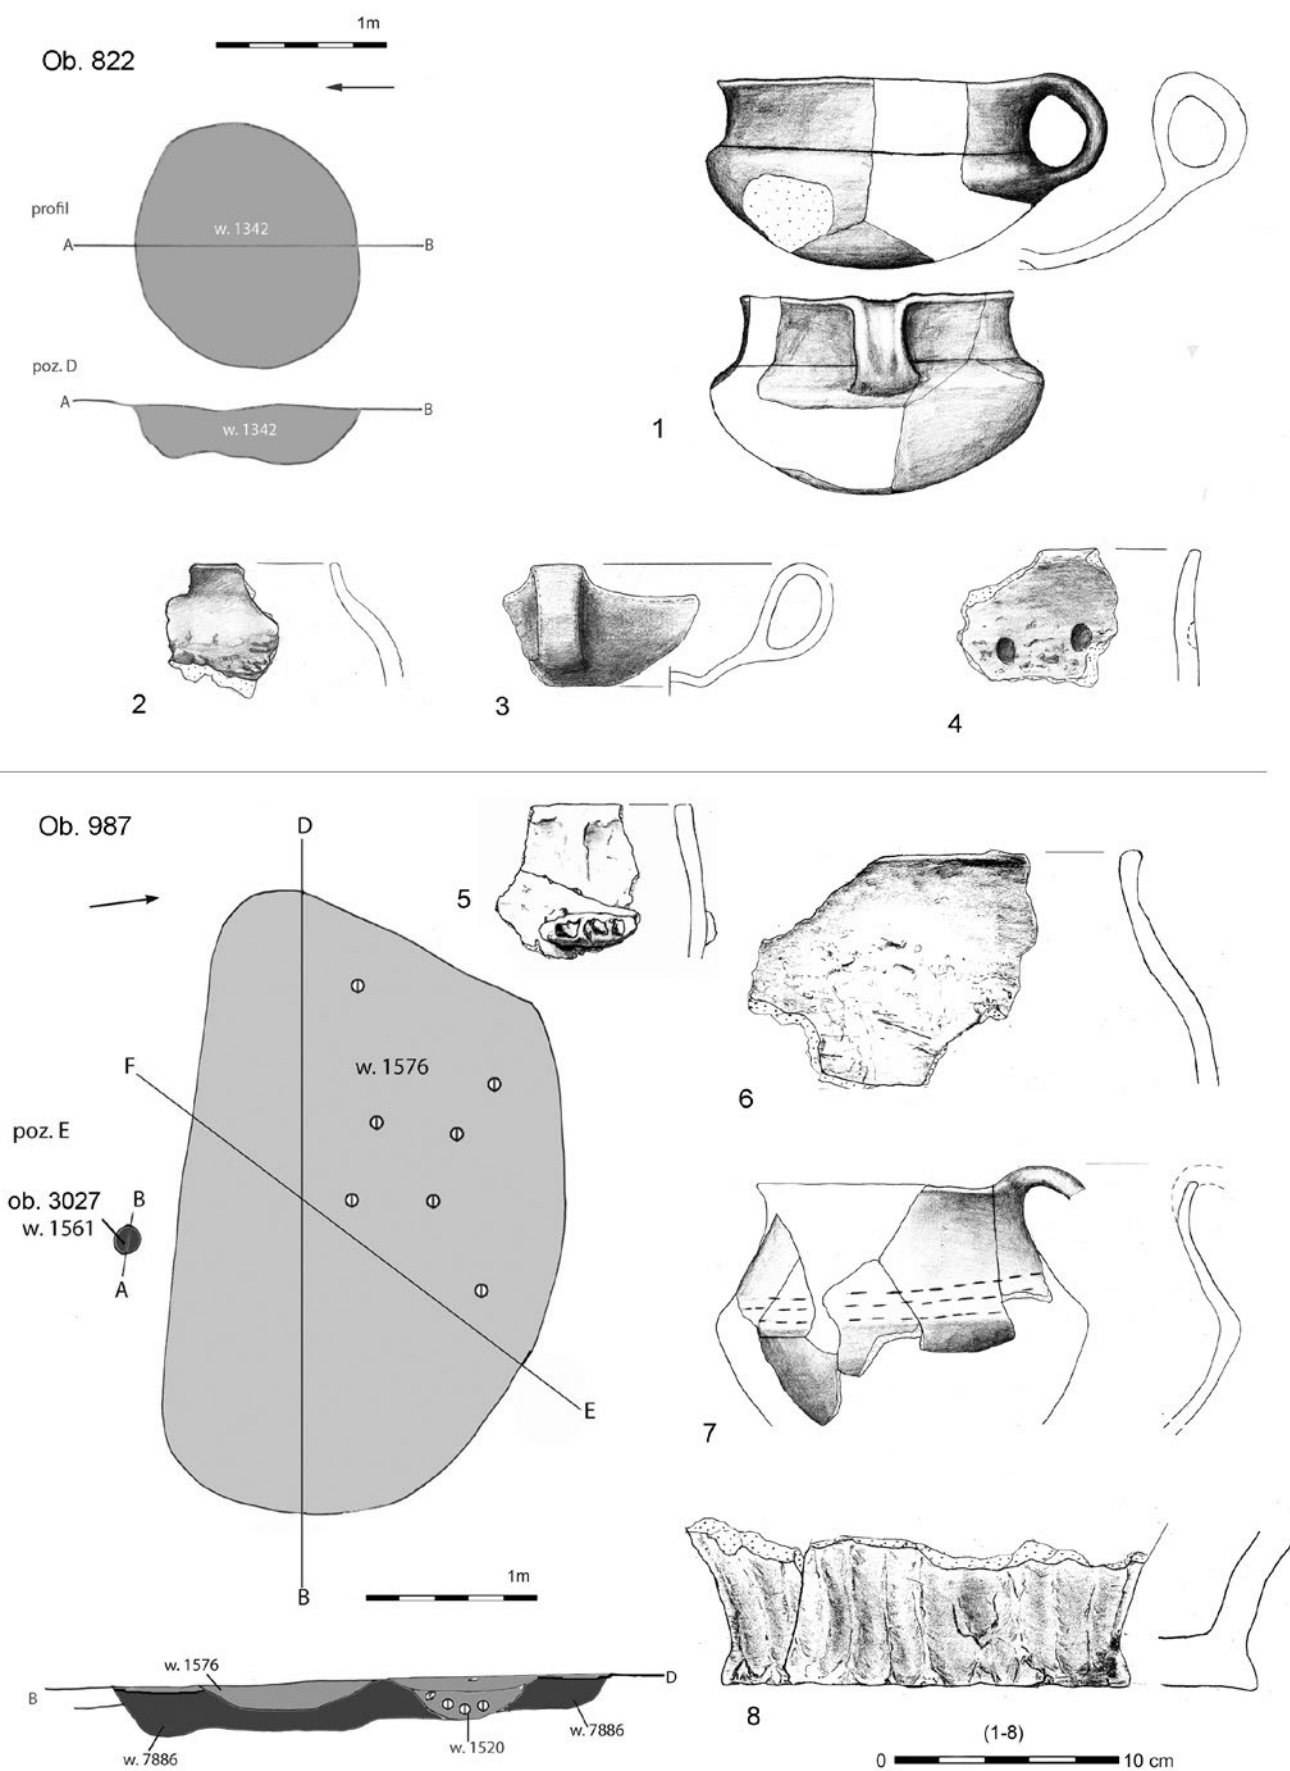 1m
Ob. 822
profil
w. 1342
A
B
poz. D
A
B
w. 1342
1
2
3
4
Ob. 987
D
5
F
w. 1576
6
poz. E
ob. 3027
B
w. 1561
A
E
7
1m
B
w. 1576
B
D
w. 7886
w. 1520
w. 7886
8
(1-8)
0
10 cm